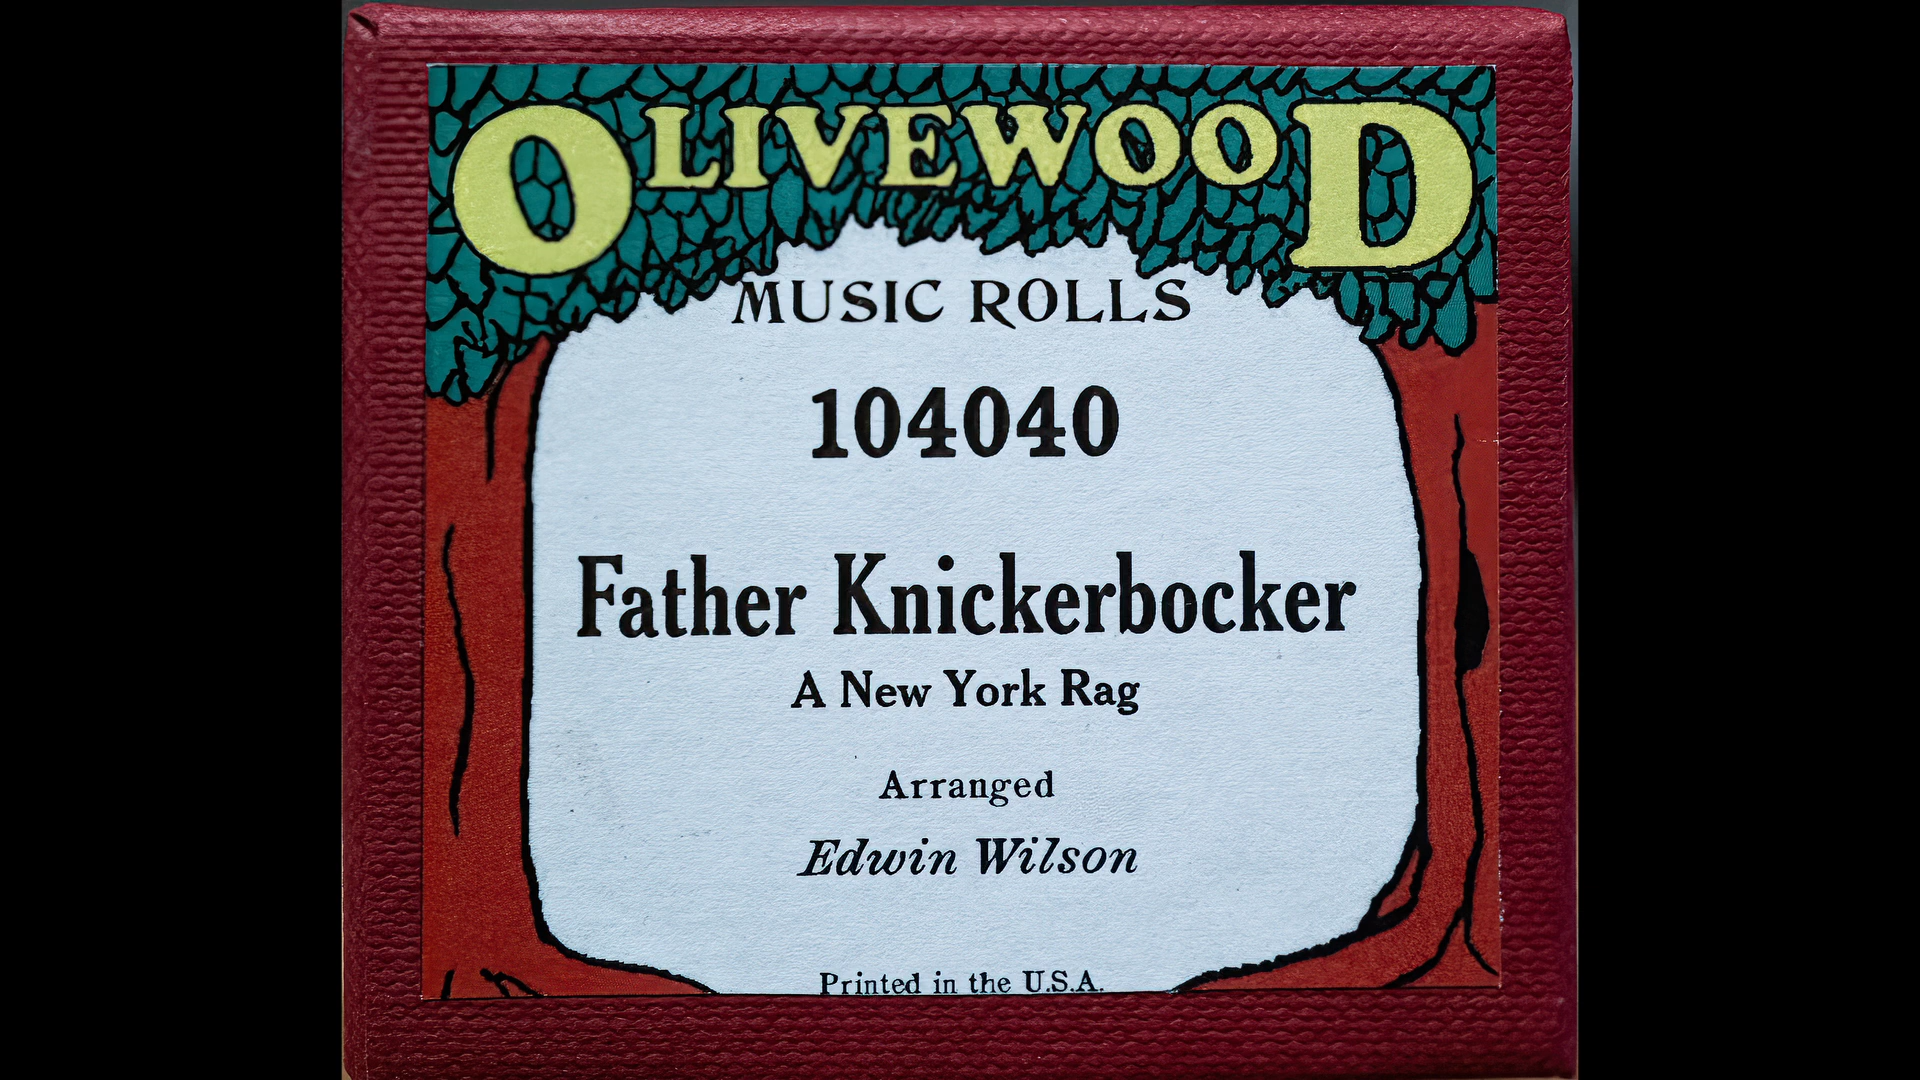 OLIVEWOOD
MUSIC ROLLS
104040
Father Knickerbocker
A New York Rag
Arranged
Edwin Wilson
Printed in the U.S.A.